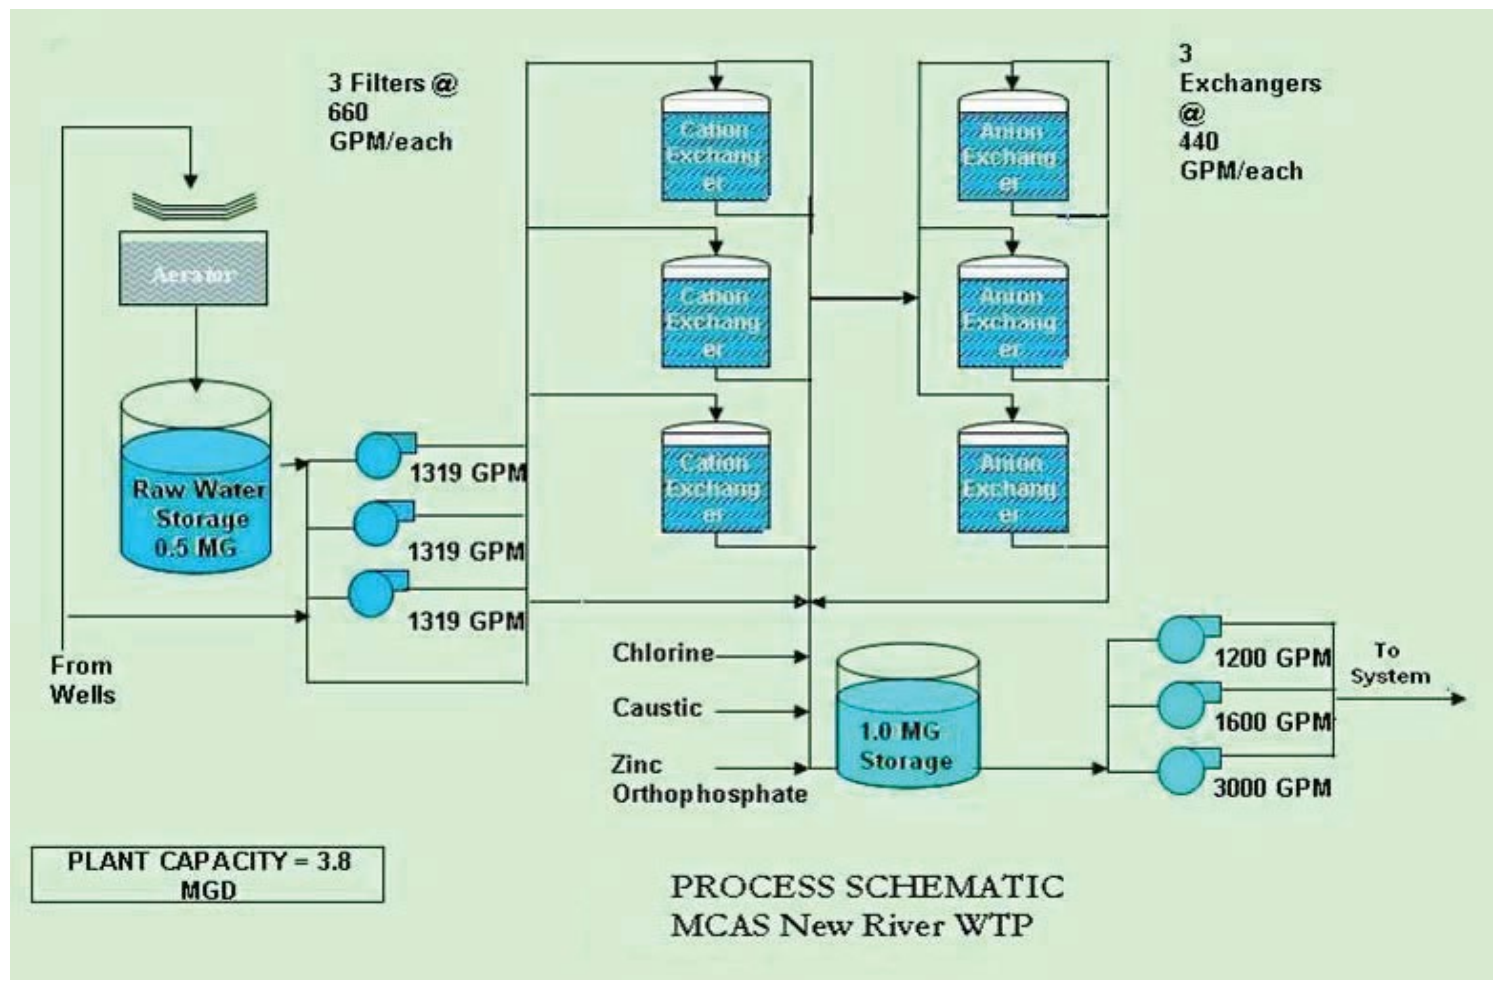 3 Filters @
660
GPM/each
3
Exchangers
@
440
GPM/each
Cation
Exchang
er
Anion
Exchang
er
Aerator
Cation
Exchang
er
Anion
Exchang
er
Cation
Exchang
er
Anion
Exchang
er
Raw Water
Storage
0.5 MG
1319 GPM
1319 GPM
1319 GPM
From
Wells
Chlorine
Caustic
Zinc
Orthophosphate
1.0 MG
Storage
1200 GPM
1600 GPM
3000 GPM
To
System
PLANT CAPACITY = 3.8
MGD
PROCESS SCHEMATIC
MCAS New River WTP